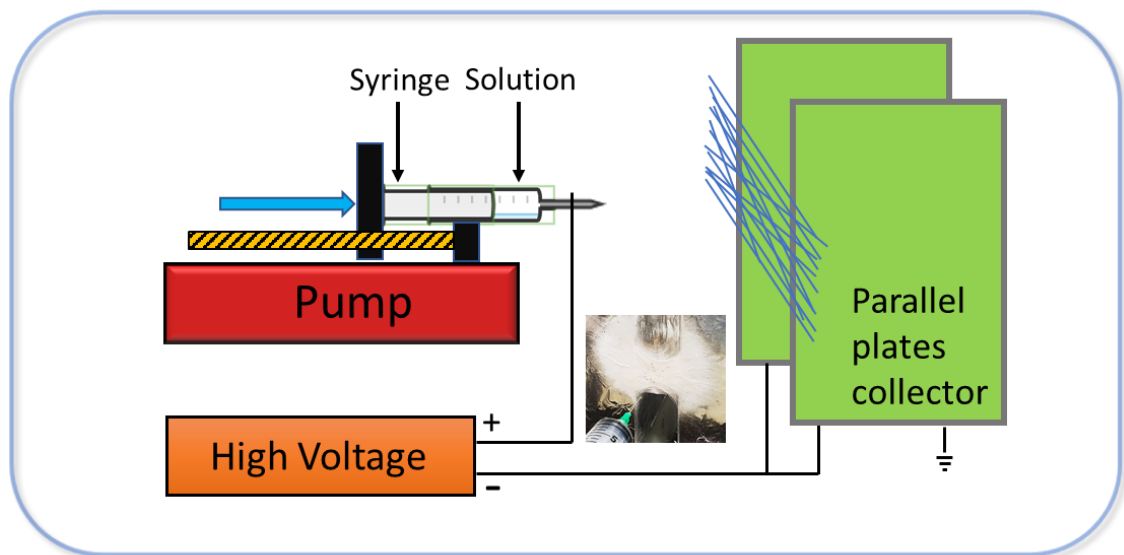 Syringe Solution
Pump
Parallel
plates
collector
+
High Voltage
-